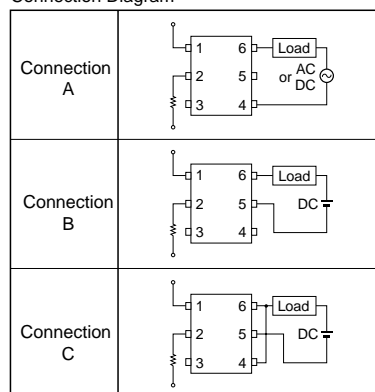 Connection Diagram
Connection
A
1 6 Load
2 5 or AC
DC
3 4
Connection
B
1 6 Load
2 5 DC
3 4
Connection
C
1 6 Load
2 5 DC
3 4